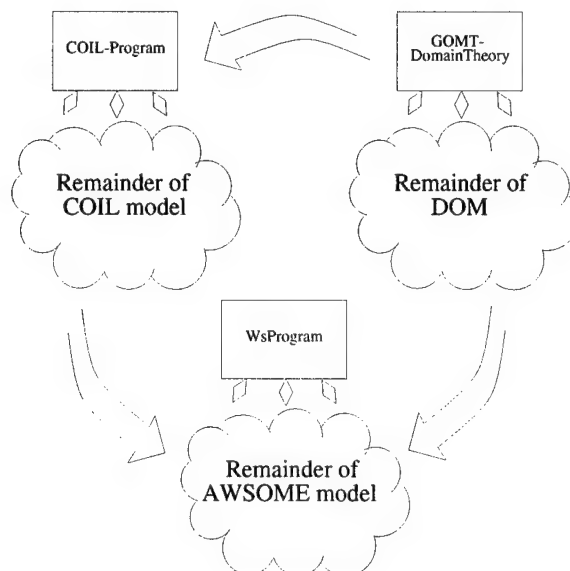 COIL-Program
GOMT-
DomainTheory
Remainder of
COIL model
Remainder of
DOM
WsProgram
Remainder of
AWSOME model